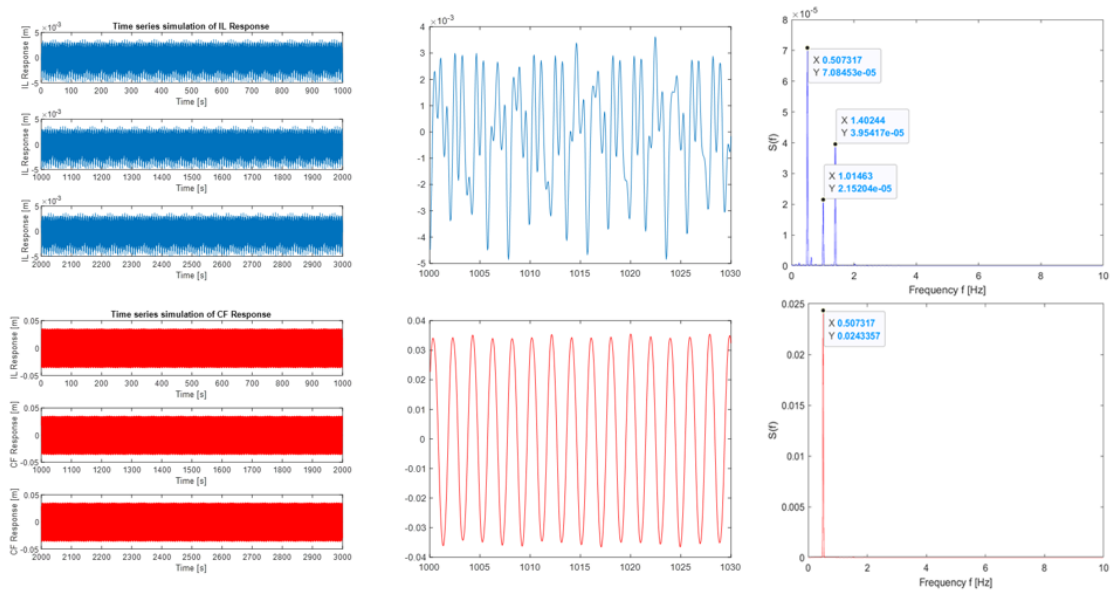 Time series simulation of IL Response
×10⁻³
IL Response [m]
5
0
-5
0 100 200 300 400 500 600 700 800 900 1000
Time [s]
×10⁻³
IL Response [m]
5
0
-5
1000 1100 1200 1300 1400 1500 1600 1700 1800 1900 2000
Time [s]
×10⁻³
IL Response [m]
5
0
-5
2000 2100 2200 2300 2400 2500 2600 2700 2800 2900 3000
Time [s]
×10⁻³
4
3
2
1
0
-1
-2
-3
-4
-5
1000 1005 1010 1015 1020 1025 1030
×10⁻⁵
8
7
6
5
4
3
2
1
0
S(f)
X 0.507317
Y 7.08453e-05
X 1.40244
Y 3.95417e-05
X 1.01463
Y 2.15204e-05
0 2 4 6 8 10
Frequency f [Hz]
Time series simulation of CF Response
IL Response [m]
0.05
0
-0.05
0 100 200 300 400 500 600 700 800 900 1000
Time [s]
CF Response [m]
0.05
0
-0.05
1000 1100 1200 1300 1400 1500 1600 1700 1800 1900 2000
Time [s]
CF Response [m]
0.05
0
-0.05
2000 2100 2200 2300 2400 2500 2600 2700 2800 2900 3000
Time [s]
0.04
0.03
0.02
0.01
0
-0.01
-0.02
-0.03
-0.04
1000 1005 1010 1015 1020 1025 1030
0.025
0.02
0.015
0.01
0.005
0
S(f)
X 0.507317
Y 0.0243357
0 2 4 6 8 10
Frequency f [Hz]